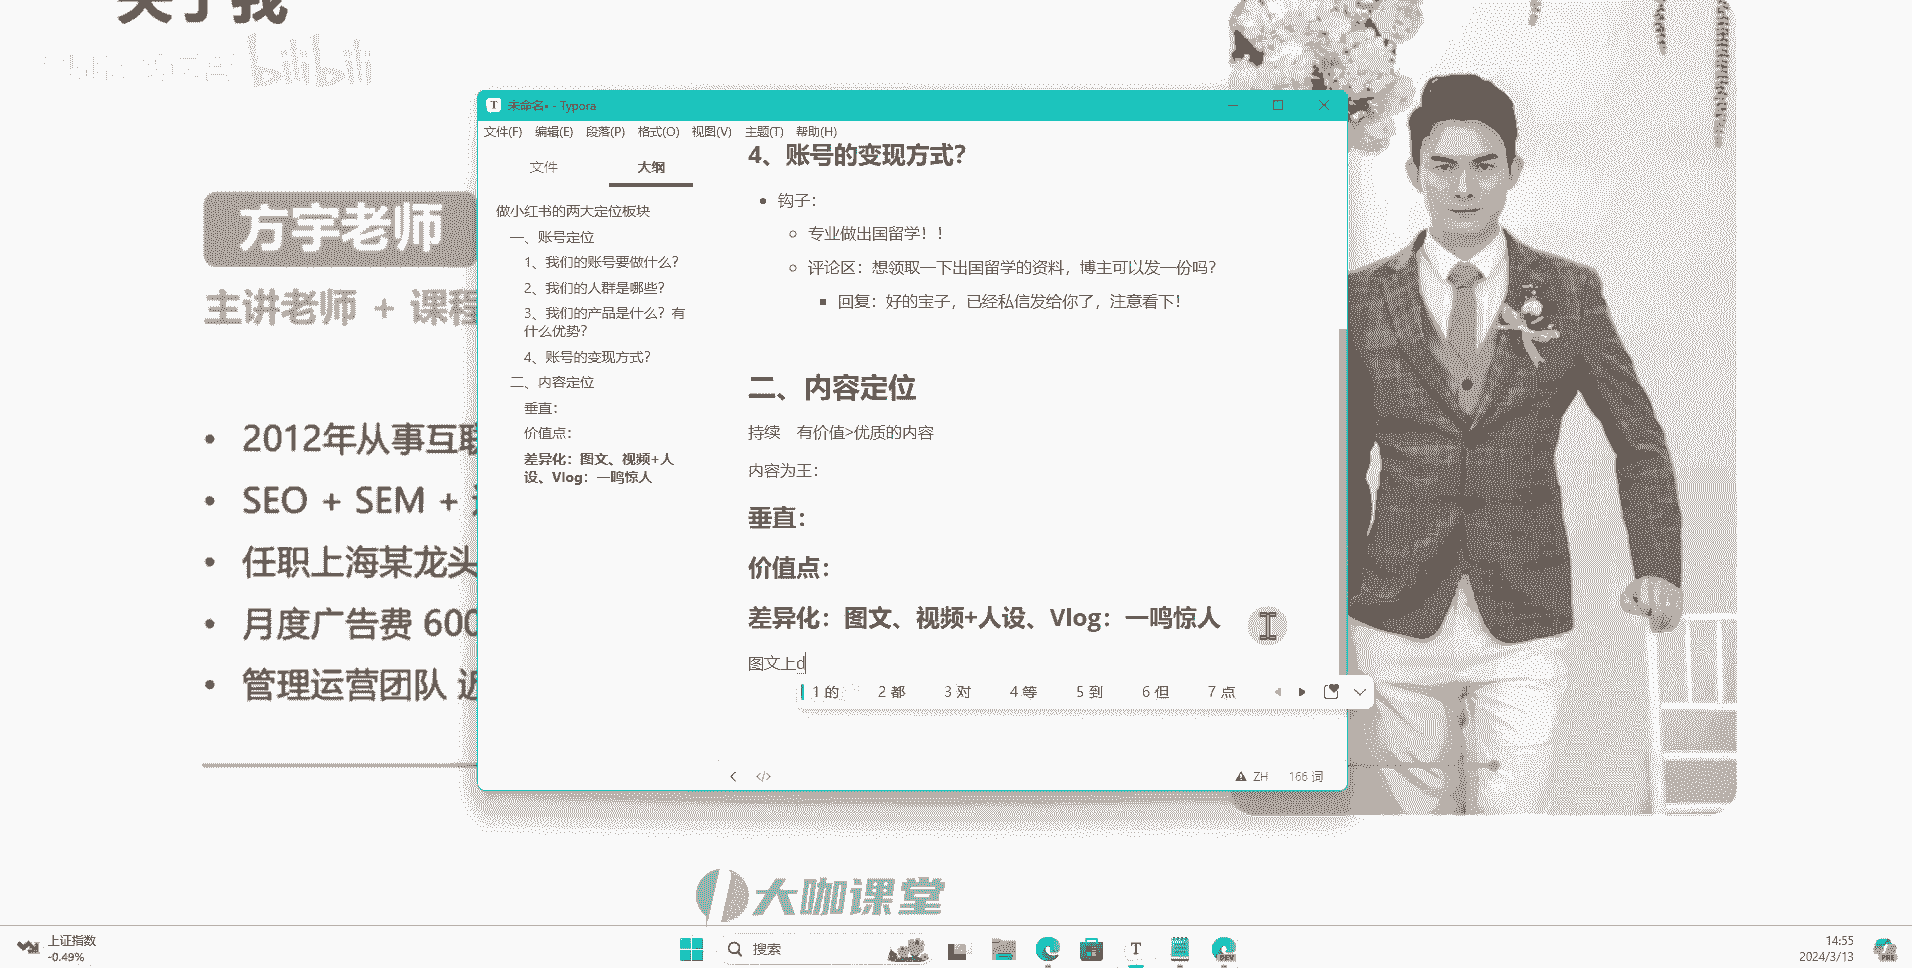 关于我
bilibili
方宇老师
主讲老师 + 课程
2012年从事互联
SEO + SEM +
任职上海某龙头
月度广告费 600
管理运营团队 近
未命名• - Typora
文件(F) 编辑(E) 段落(P) 格式(O) 视图(V) 主题(T) 帮助(H)
文件 大纲
做小红书的两大定位板块
一、账号定位
1、我们的账号要做什么？
2、我们的人群是哪些？
3、我们的产品是什么？有
什么优势？
4、账号的变现方式？
二、内容定位
垂直：
价值点：
差异化：图文、视频+人
设、Vlog：一鸣惊人
4、账号的变现方式？
钩子：
专业做出国留学！！
评论区：想领取一下出国留学的资料，博主可以发一份吗？
回复：好的宝子，已经私信发给你了，注意看下！
二、内容定位
持续 有价值>优质的内容
内容为王：
垂直：
价值点：
差异化：图文、视频+人设、Vlog：一鸣惊人
图文上d
1 的 2 都 3 对 4 等 5 到 6 但 7 点
</> ZH 166 词
大咖课堂
上证指数
-0.49%
搜索
T
DEV
14:55
2024/3/13
PRE